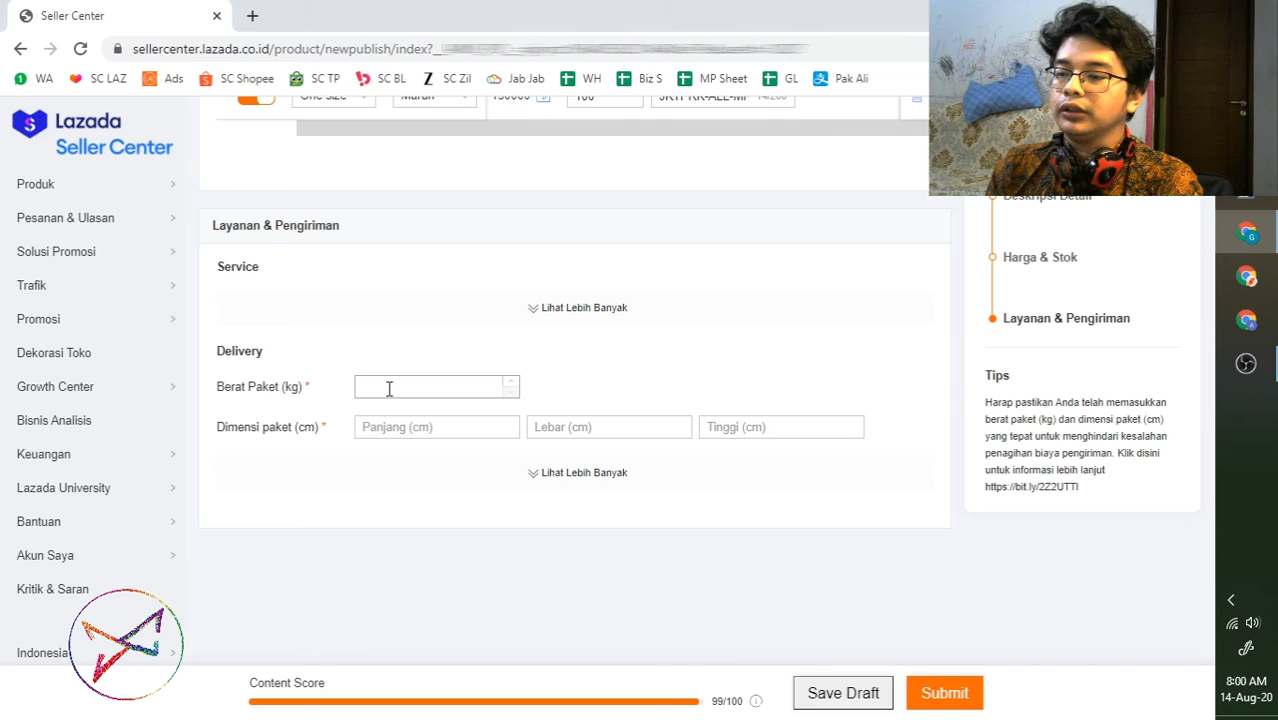 Seller Center
sellercenter.lazada.co.id/product/newpublish/index?_
WA SC LAZ Ads SC Shopee SC TP SC BL SC Zil Jab Jab WH Biz S MP Sheet GL Pak Ali
Lazada
Seller Center
One size
150000
100
Produk
Pesanan & Ulasan
Solusi Promosi
Trafik
Promosi
Dekorasi Toko
Growth Center
Bisnis Analisis
Keuangan
Lazada University
Bantuan
Akun Saya
Kritik & Saran
Indonesia
Layanan & Pengiriman
Service
Lihat Lebih Banyak
Delivery
Berat Paket (kg) *
Dimensi paket (cm) * Panjang (cm) Lebar (cm) Tinggi (cm)
Lihat Lebih Banyak
Deskripsi Detail
Harga & Stok
Layanan & Pengiriman
Tips
Harap pastikan Anda telah memasukkan
berat paket (kg) dan dimensi paket (cm)
yang tepat untuk menghindari kesalahan
penagihan biaya pengiriman. Klik disini
untuk informasi lebih lanjut
https://bit.ly/2Z2UTTI
Content Score
99/100
Save Draft
Submit
8:00 AM
14-Aug-20